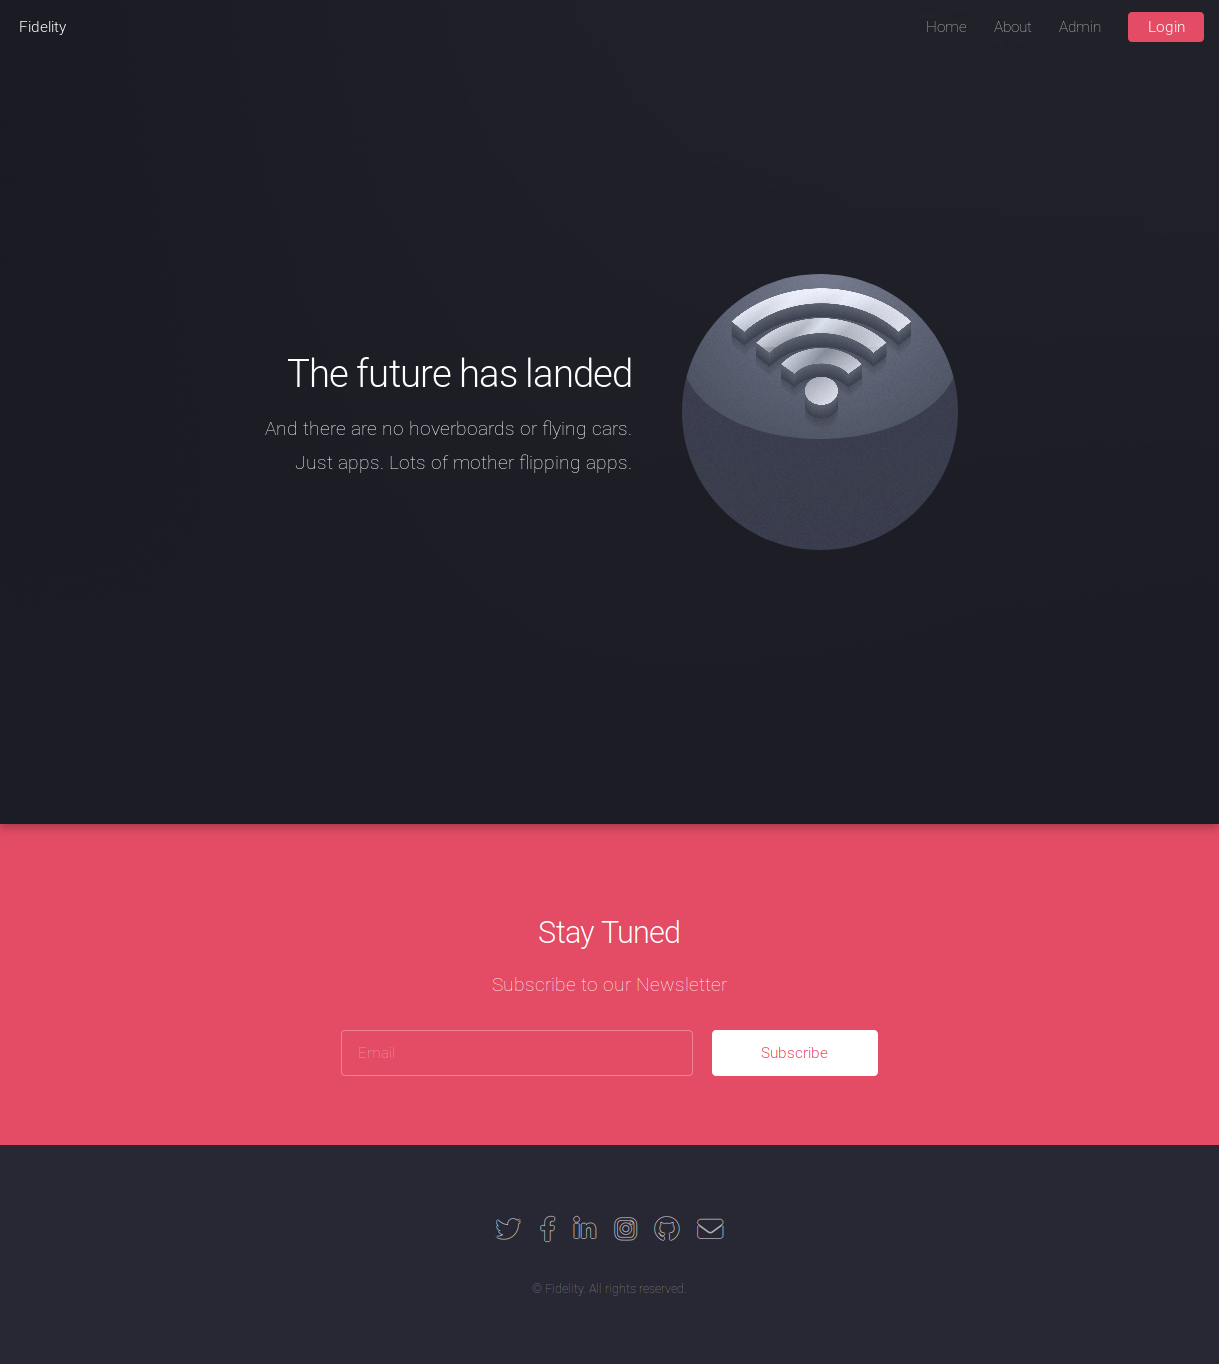 Fidelity
Home
About
Admin
Login
The future has landed
And there are no hoverboards or flying cars.
Just apps. Lots of mother flipping apps.
Stay Tuned
Subscribe to our Newsletter
Email
Subscribe
© Fidelity. All rights reserved.